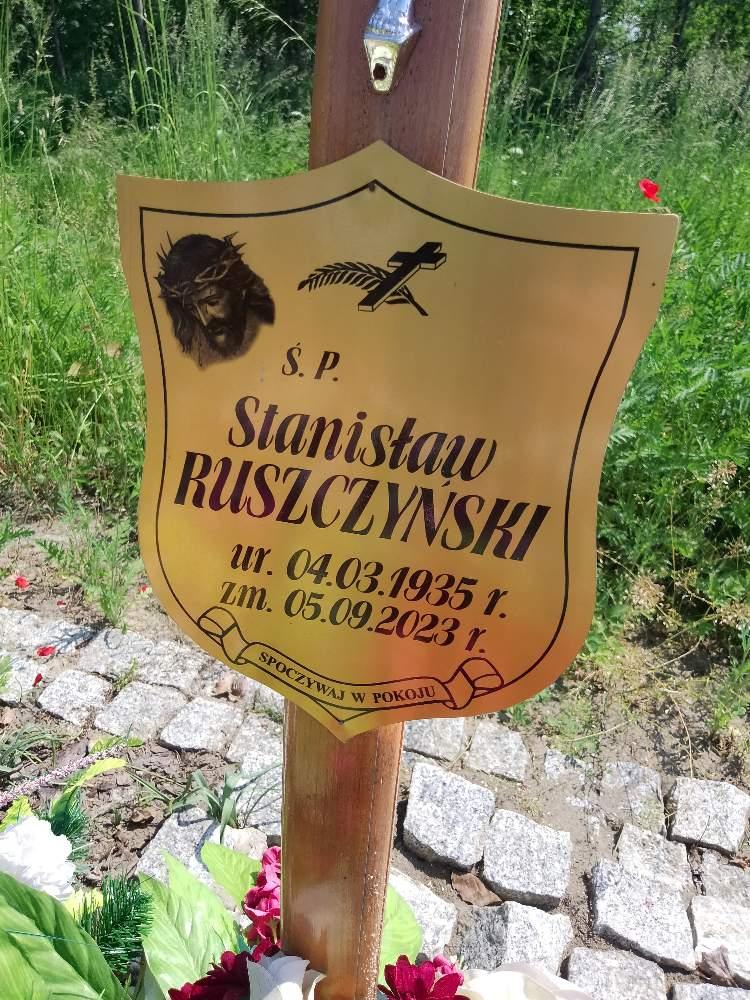 Ś. P.
Stanisław
RUSZCZYŃSKI
ur. 04.03.1935 r.
zm. 05.09.2023 r.
SPOCZYWAJ W POKOJU